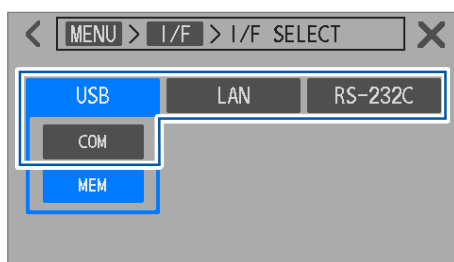 MENU > I/F > I/F SELECT
USB LAN RS-232C
COM
MEM